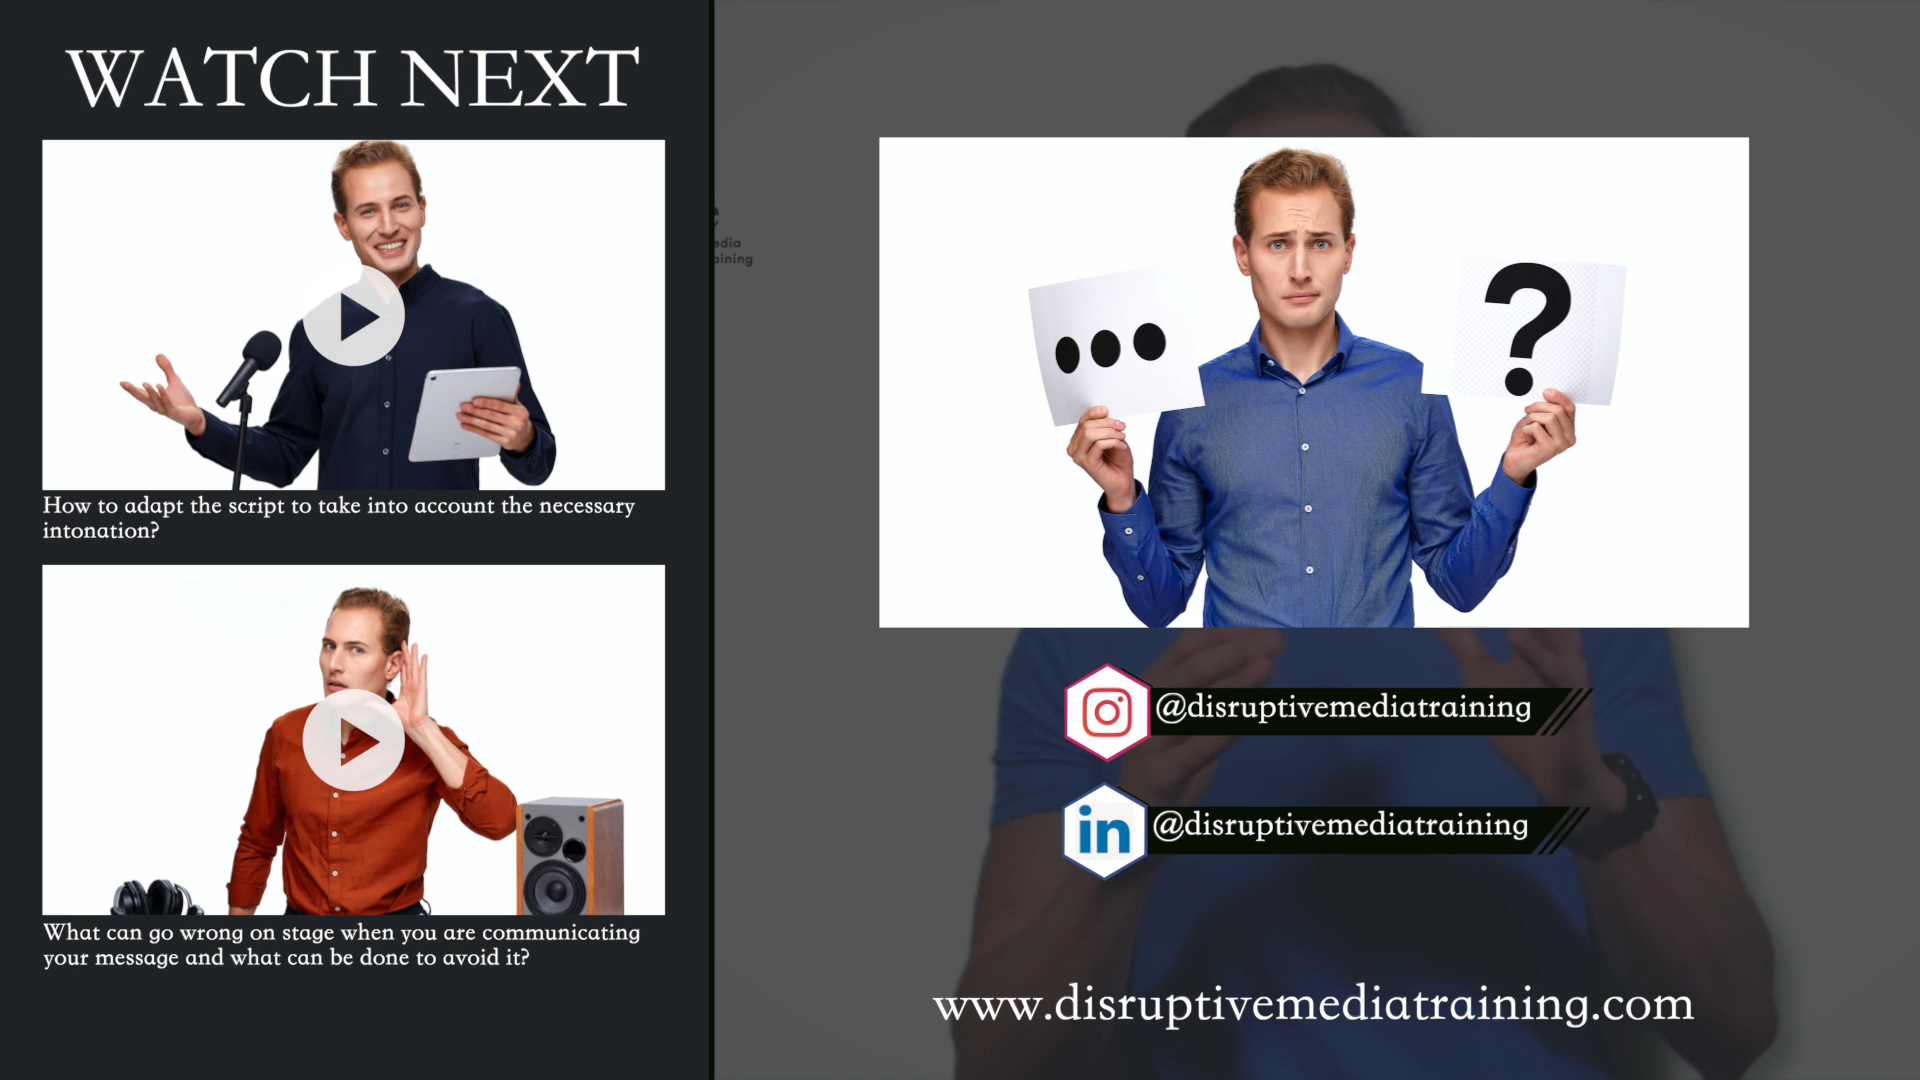 WATCH NEXT
How to adapt the script to take into account the necessary
intonation?
What can go wrong on stage when you are communicating
your message and what can be done to avoid it?
?
@disruptivemediatraining
in
@disruptivemediatraining
www.disruptivemediatraining.com